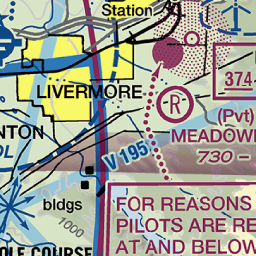 Station
374
LIVERMORE
R
(Pvt)
MEADOW
NTON
730 -
V 195
bldgs
1000
FOR REASONS
PILOTS ARE RE
AT AND BELOW
OLE COURSE